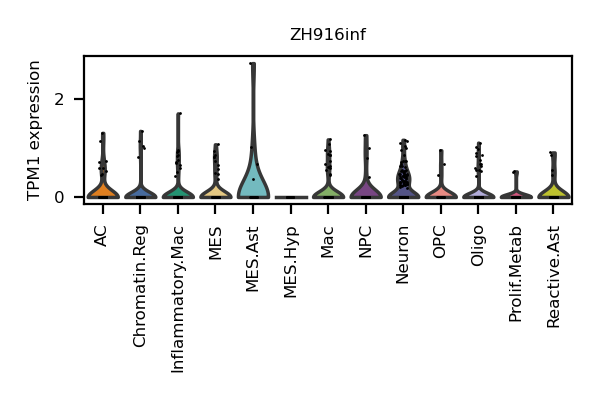 ZH916inf
TPM1 expression
2
0
AC
Chromatin.Reg
Inflammatory.Mac
MES
MES.Ast
MES.Hyp
Mac
NPC
Neuron
OPC
Oligo
Prolif.Metab
Reactive.Ast